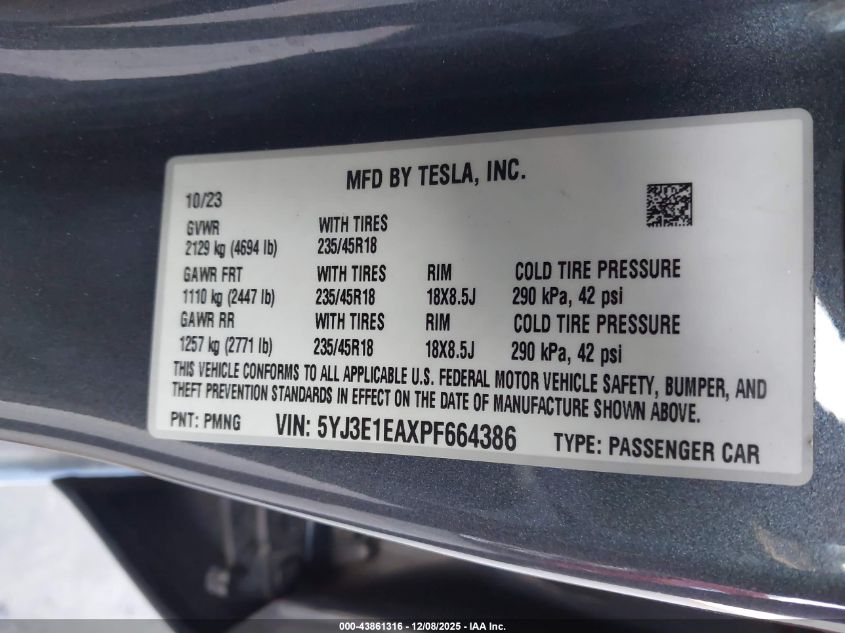 MFD BY TESLA, INC.
10/23
GVWR WITH TIRES
2129 kg (4694 lb) 235/45R18
GAWR FRT WITH TIRES RIM COLD TIRE PRESSURE
1110 kg (2447 lb) 235/45R18 18X8.5J 290 kPa, 42 psi
GAWR RR WITH TIRES RIM COLD TIRE PRESSURE
1257 kg (2771 lb) 235/45R18 18X8.5J 290 kPa, 42 psi
THIS VEHICLE CONFORMS TO ALL APPLICABLE U.S. FEDERAL MOTOR VEHICLE SAFETY, BUMPER, AND
THEFT PREVENTION STANDARDS IN EFFECT ON THE DATE OF MANUFACTURE SHOWN ABOVE.
PNT: PMNG VIN: 5YJ3E1EAXPF664386 TYPE: PASSENGER CAR
000-43861316 - 12/08/2025 - IAA Inc.